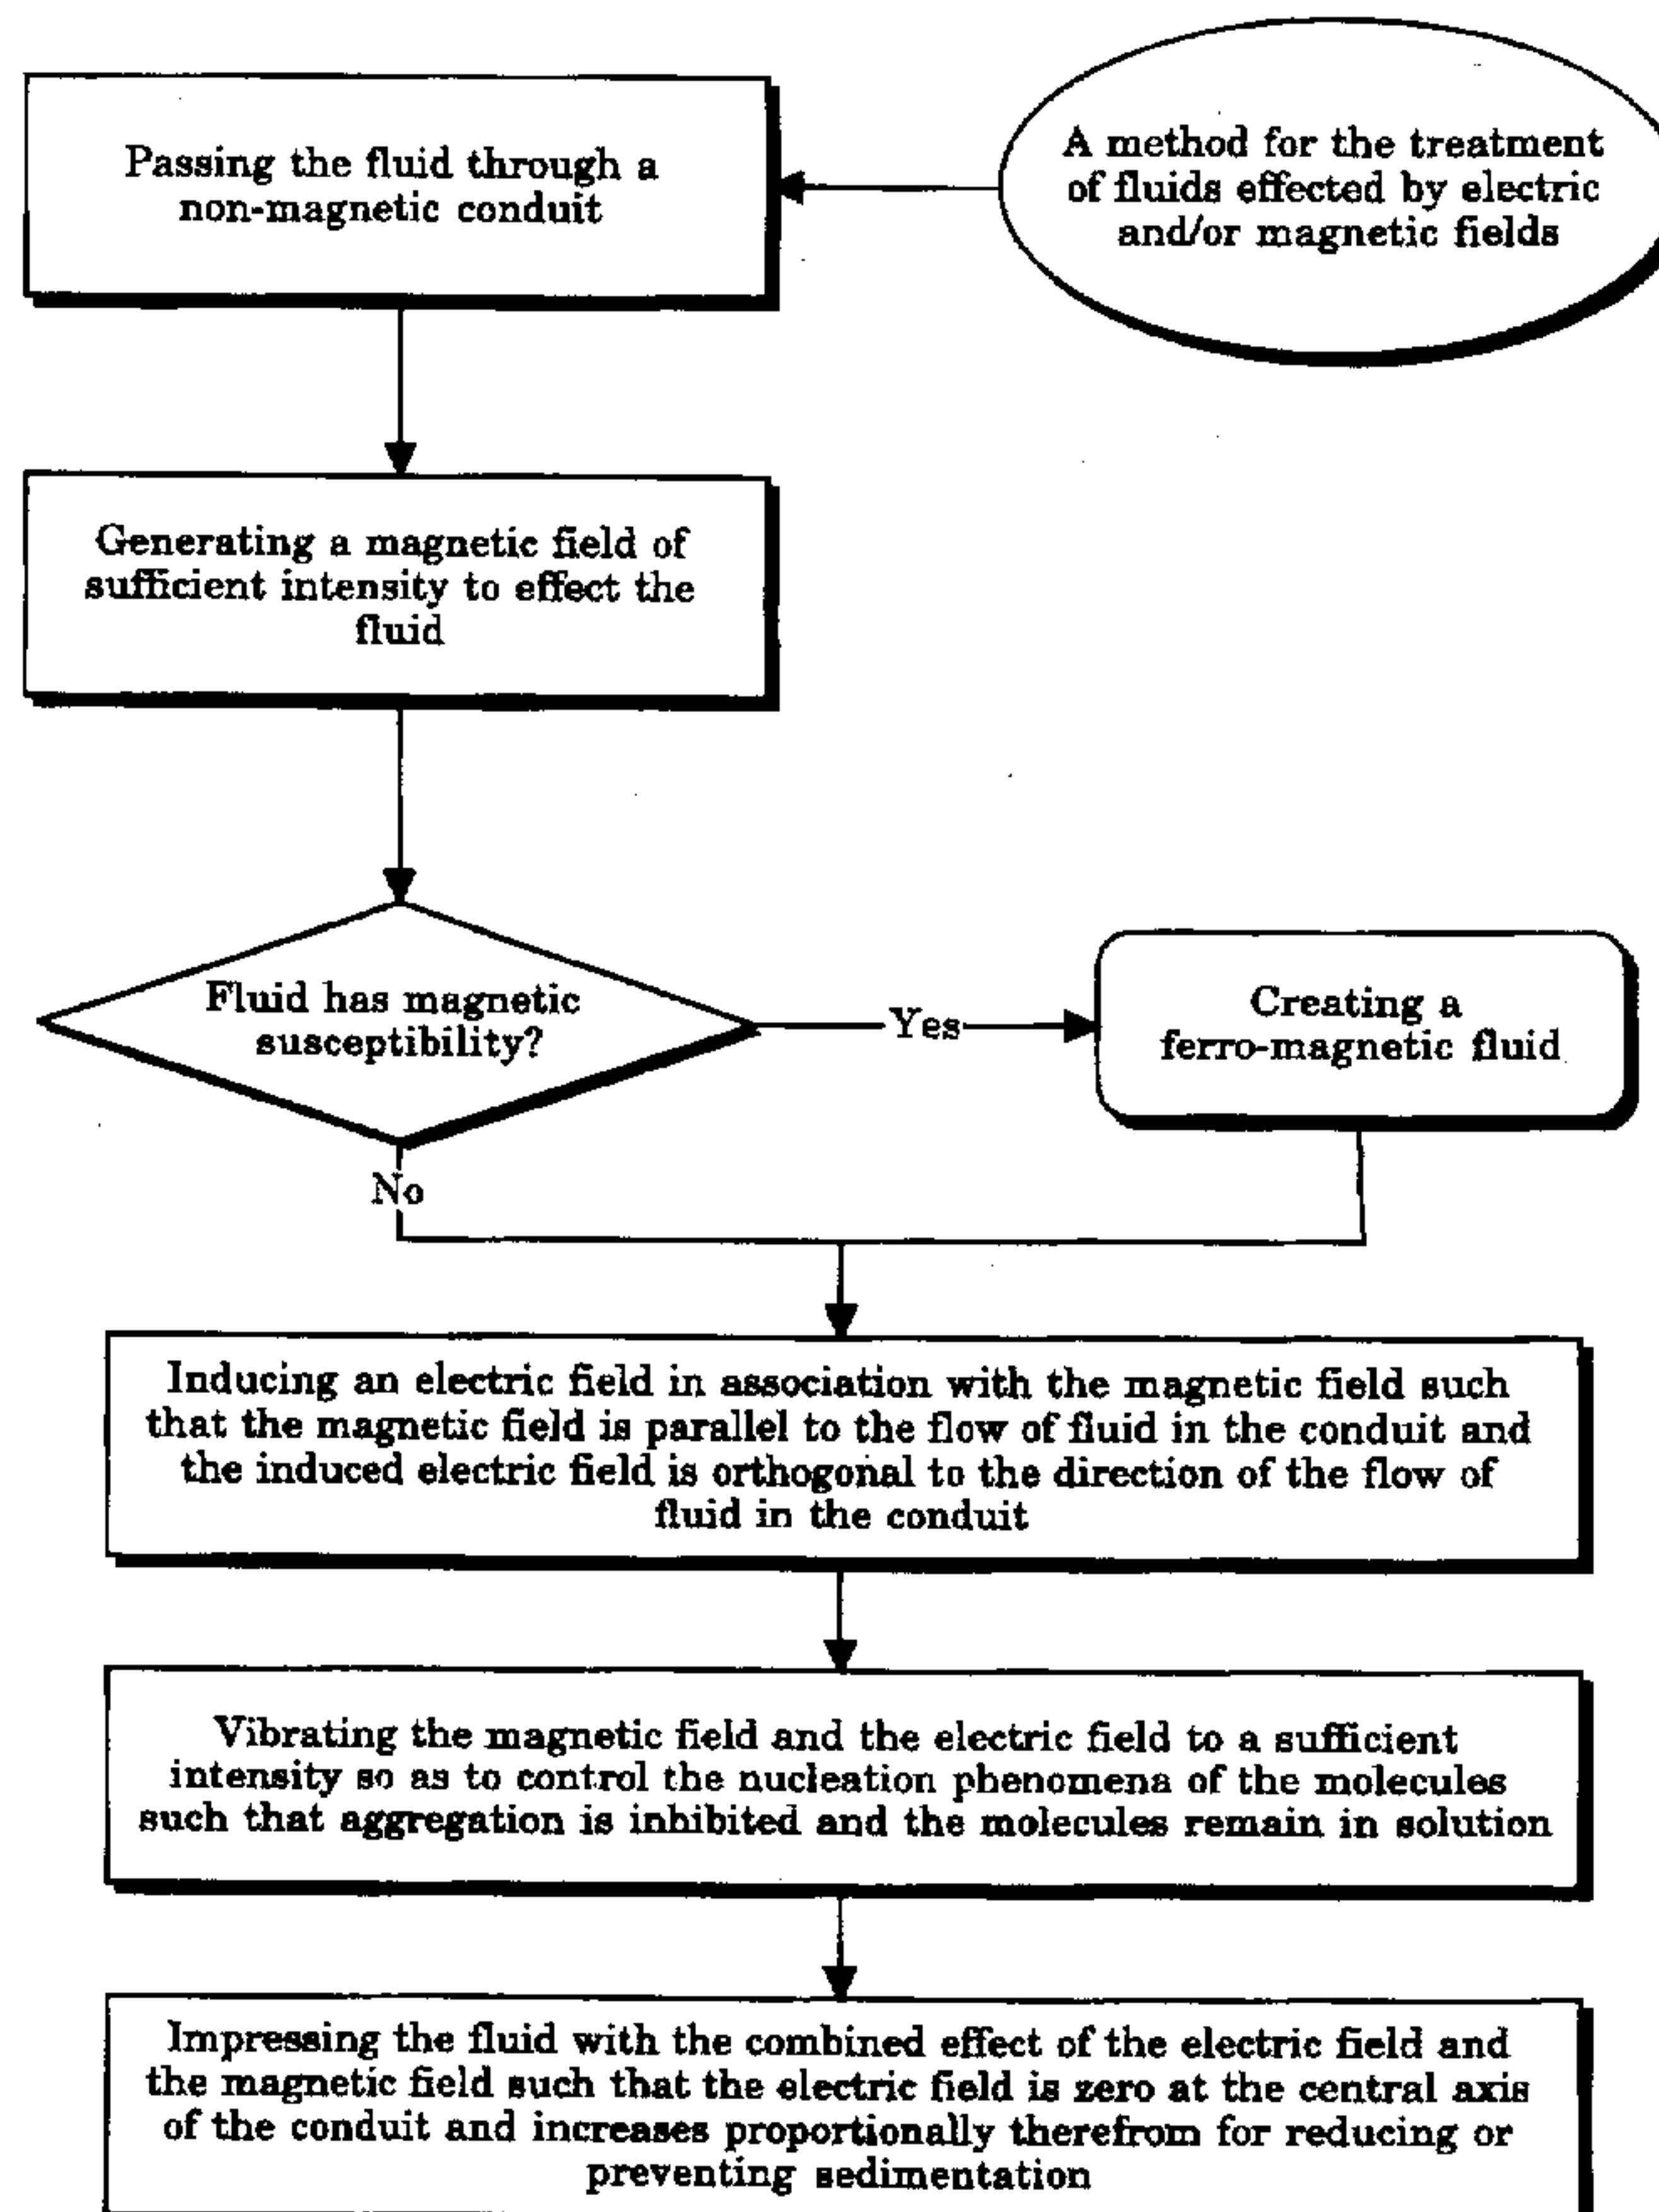 A method for the treatment
of fluids effected by electric
and/or magnetic fields
Passing the fluid through a
non-magnetic conduit
Generating a magnetic field of
sufficient intensity to effect the
fluid
Fluid has magnetic
susceptibility?
Yes
Creating a
ferro-magnetic fluid
No
Inducing an electric field in association with the magnetic field such
that the magnetic field is parallel to the flow of fluid in the conduit and
the induced electric field is orthogonal to the direction of the flow of
fluid in the conduit
Vibrating the magnetic field and the electric field to a sufficient
intensity so as to control the nucleation phenomena of the molecules
such that aggregation is inhibited and the molecules remain in solution
Impressing the fluid with the combined effect of the electric field and
the magnetic field such that the electric field is zero at the central axis
of the conduit and increases proportionally therefrom for reducing or
preventing sedimentation